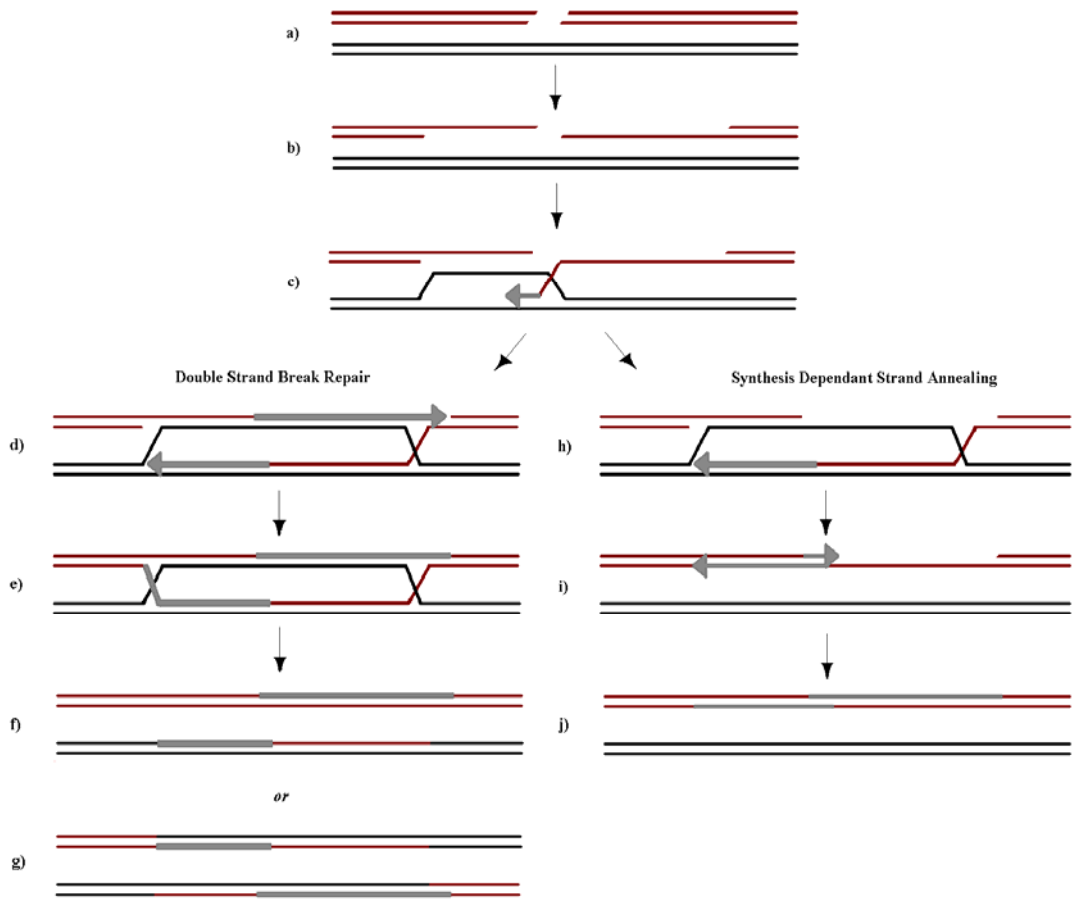 a)
b)
c)
Double Strand Break Repair
Synthesis Dependant Strand Annealing
d)
h)
e)
i)
f)
j)
or
g)